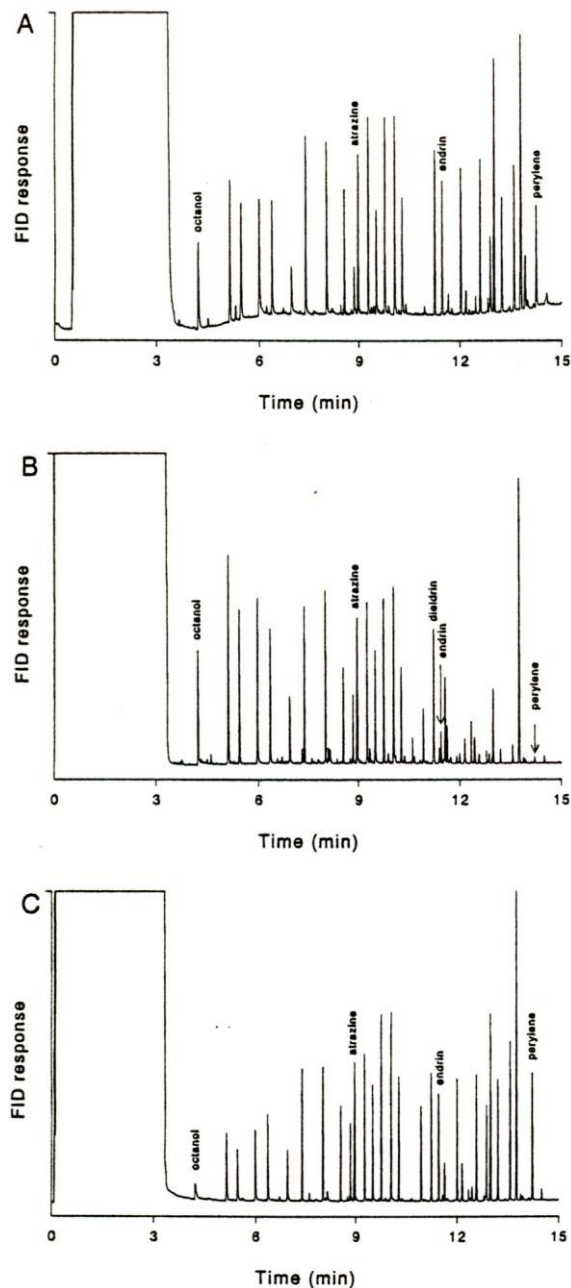 A
FID response
octanol
atrazine
endrin
perylene
0 3 6 9 12 15
Time (min)
B
FID response
octanol
atrazine
dieldrin
endrin
perylene
0 3 6 9 12 15
Time (min)
C
FID response
octanol
atrazine
endrin
perylene
0 3 6 9 12 15
Time (min)